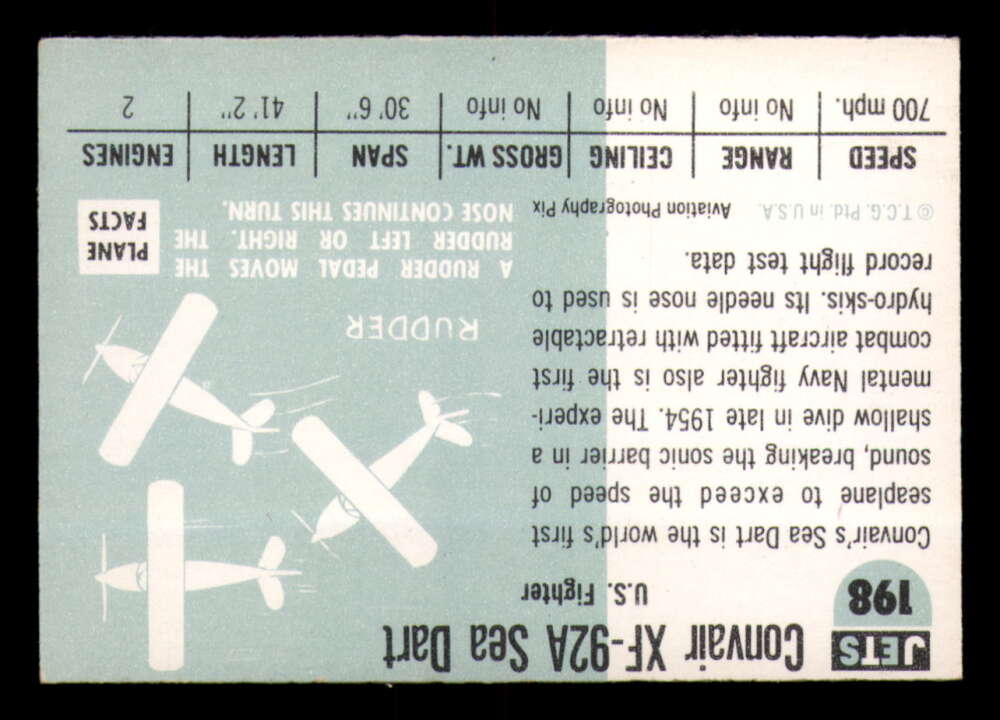 JETS
198
Convair XF-92A Sea Dart
U.S. Fighter
Convair's Sea Dart is the world's first
seaplane to exceed the speed of
sound, breaking the sonic barrier in a
shallow dive in late 1954. The experi-
mental Navy fighter is also the first
combat aircraft fitted with retractable
hydro-skis. Its needle nose is used to
record flight test data.
© T.C.G. Ptd. in U.S.A. Aviation Photography Pix
RUDDER
A RUDDER PEDAL MOVES THE
RUDDER LEFT OR RIGHT. THE
NOSE CONTINUES THIS TURN.
PLANE
FACTS
SPEED RANGE CEILING GROSS WT. SPAN LENGTH ENGINES
700 mph. No info No info No info 30' 6" 41' 2" 2